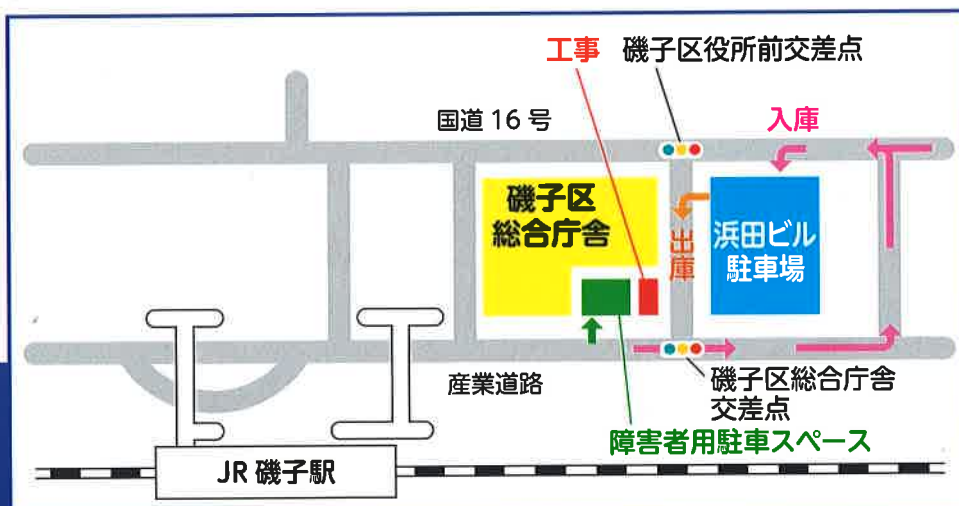 工事
磯子区役所前交差点
国道16号
入庫
磯子区
総合庁舎
出庫
浜田ビル
駐車場
産業道路
磯子区総合庁舎
交差点
障害者用駐車スペース
JR 磯子駅